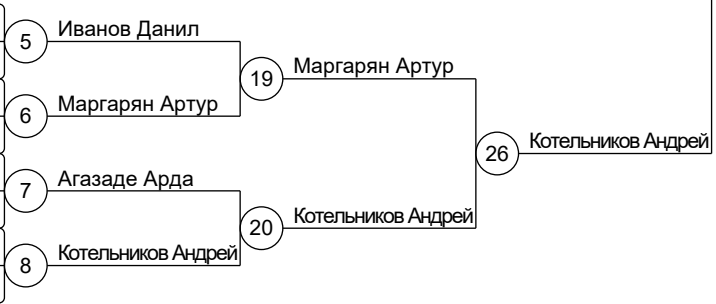 5 Иванов Данил
19 Маргарян Артур
6 Маргарян Артур
26 Котельников Андрей
7 Агазаде Арда
20 Котельников Андрей
8 Котельников Андрей